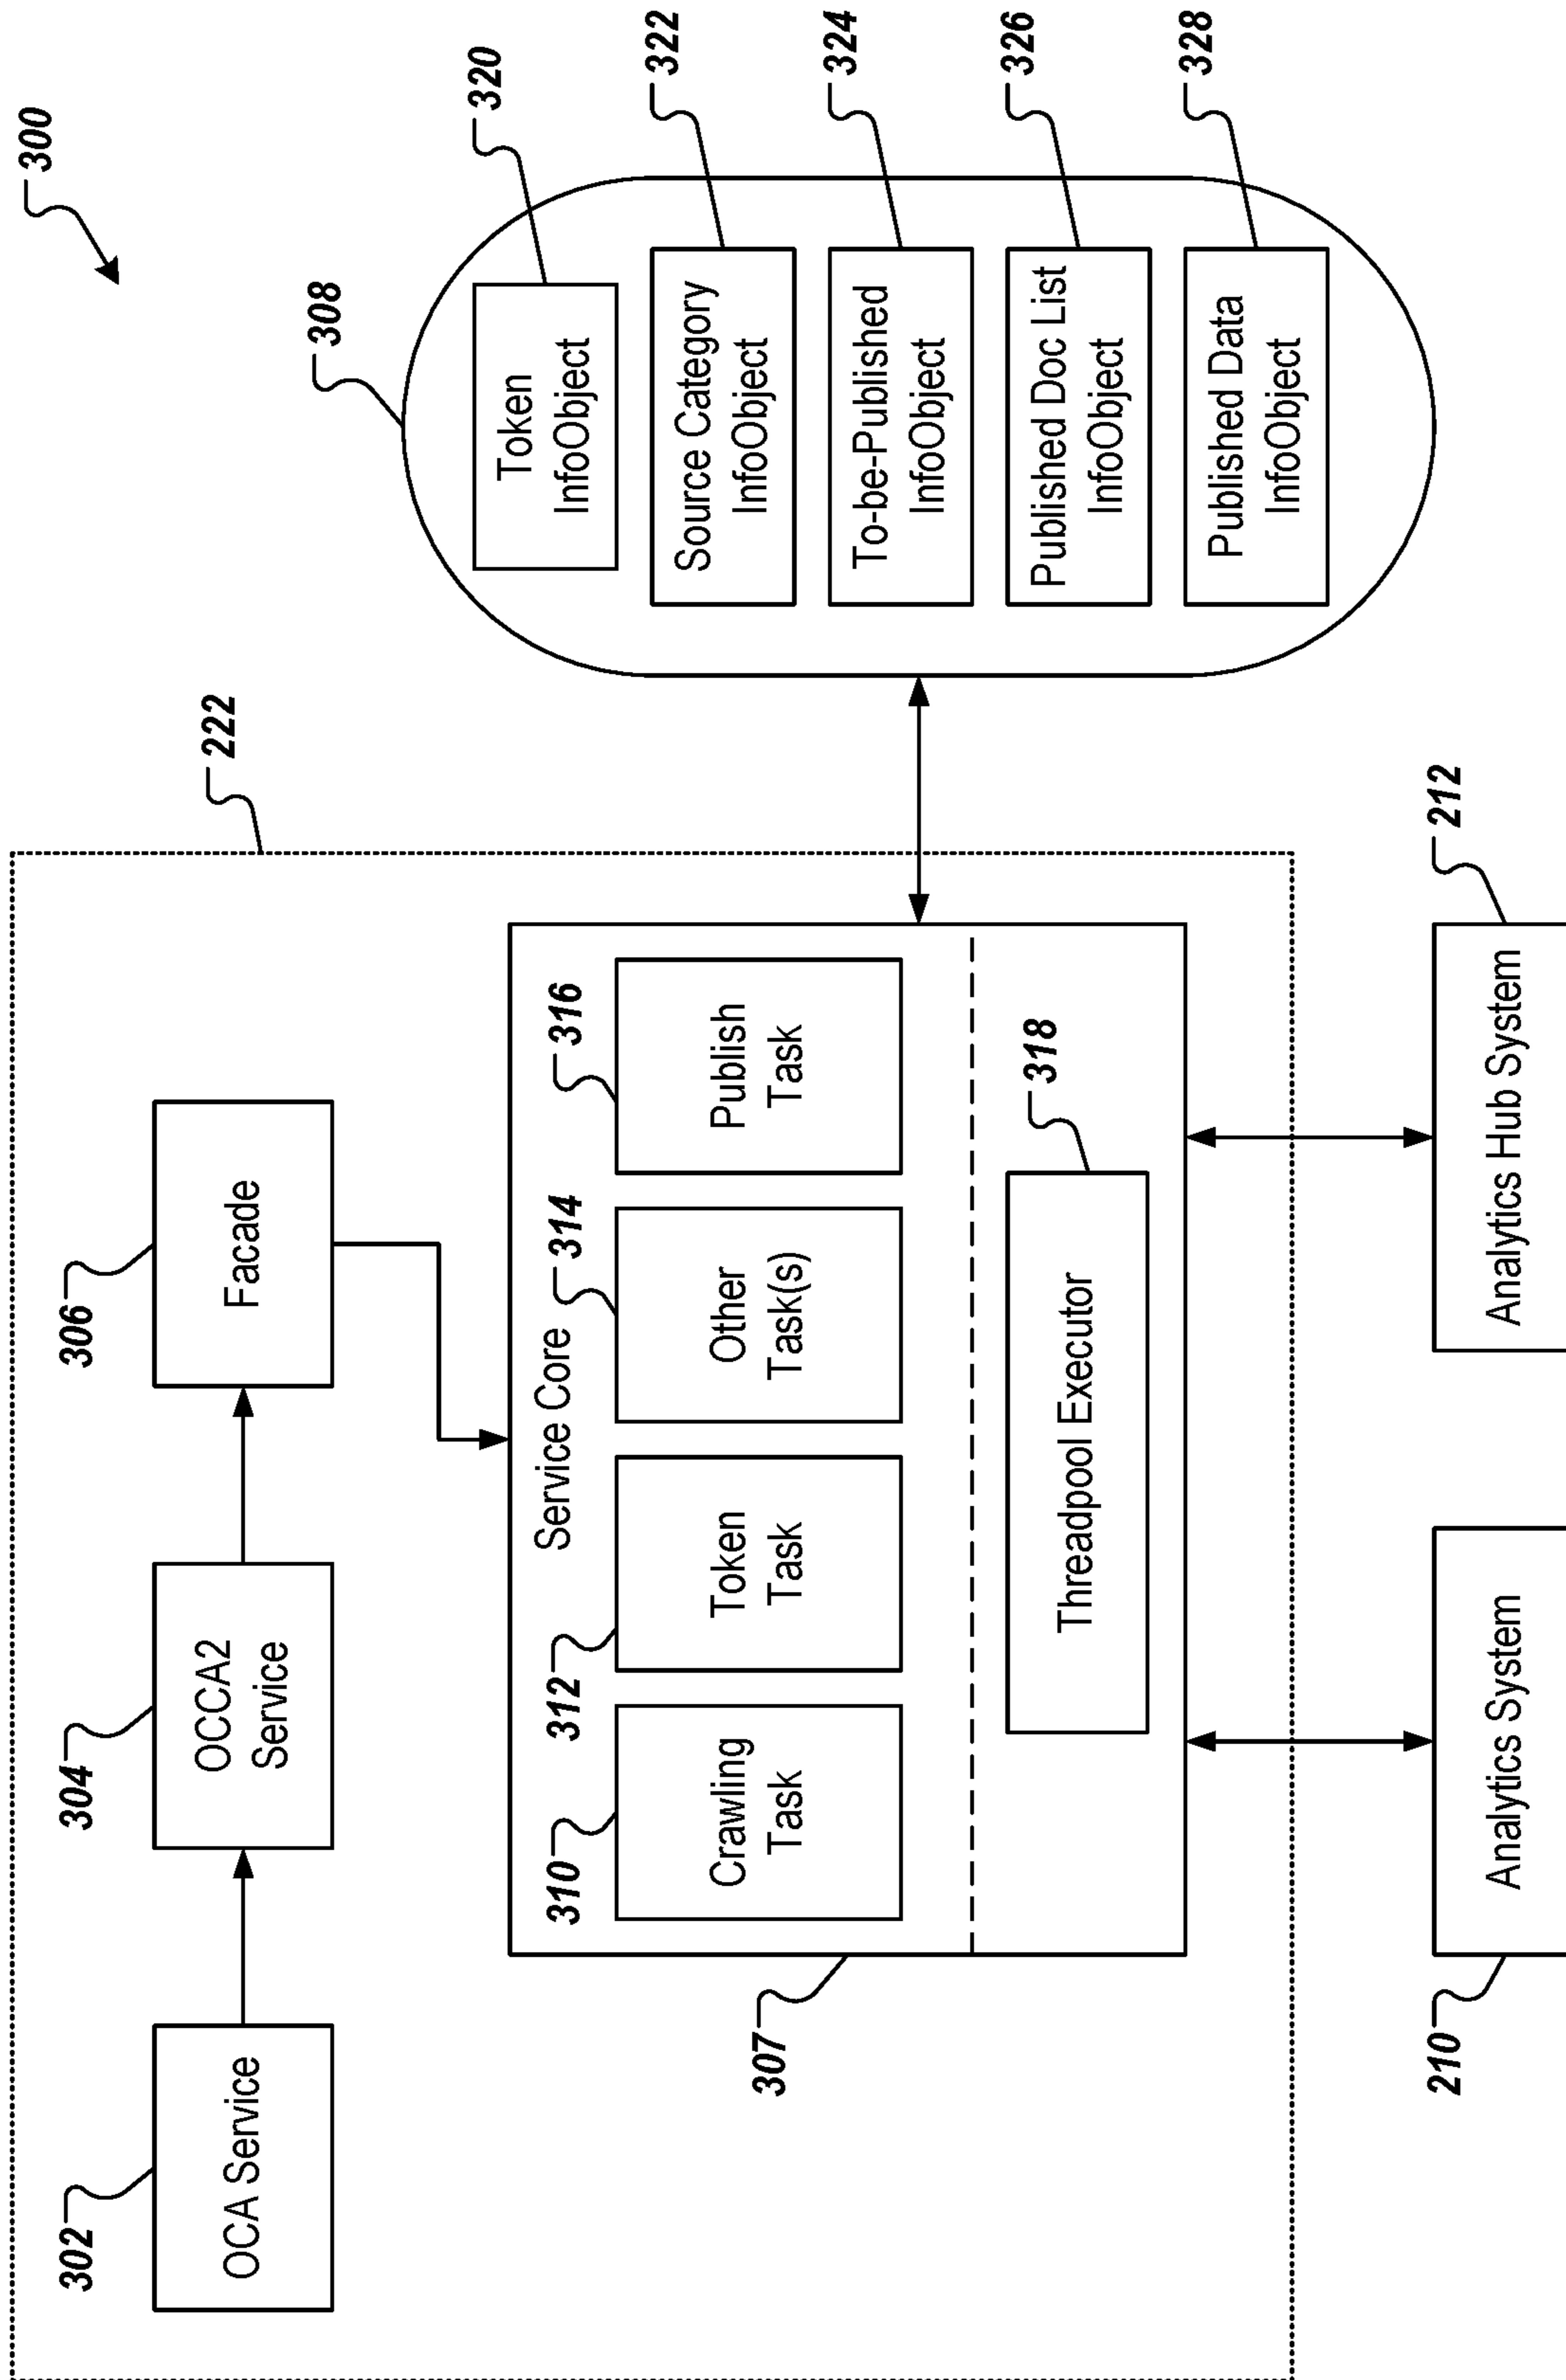 300
222
308
302
OCA Service
304
OCCA2
Service
306
Facade
307
Service Core
310
Crawling
Task
312
Token
Task
314
Other
Task(s)
316
Publish
Task
318
Threadpool Executor
320
Token
InfoObject
322
Source Category
InfoObject
324
To-be-Published
InfoObject
326
Published Doc List
InfoObject
328
Published Data
InfoObject
210
Analytics System
212
Analytics Hub System